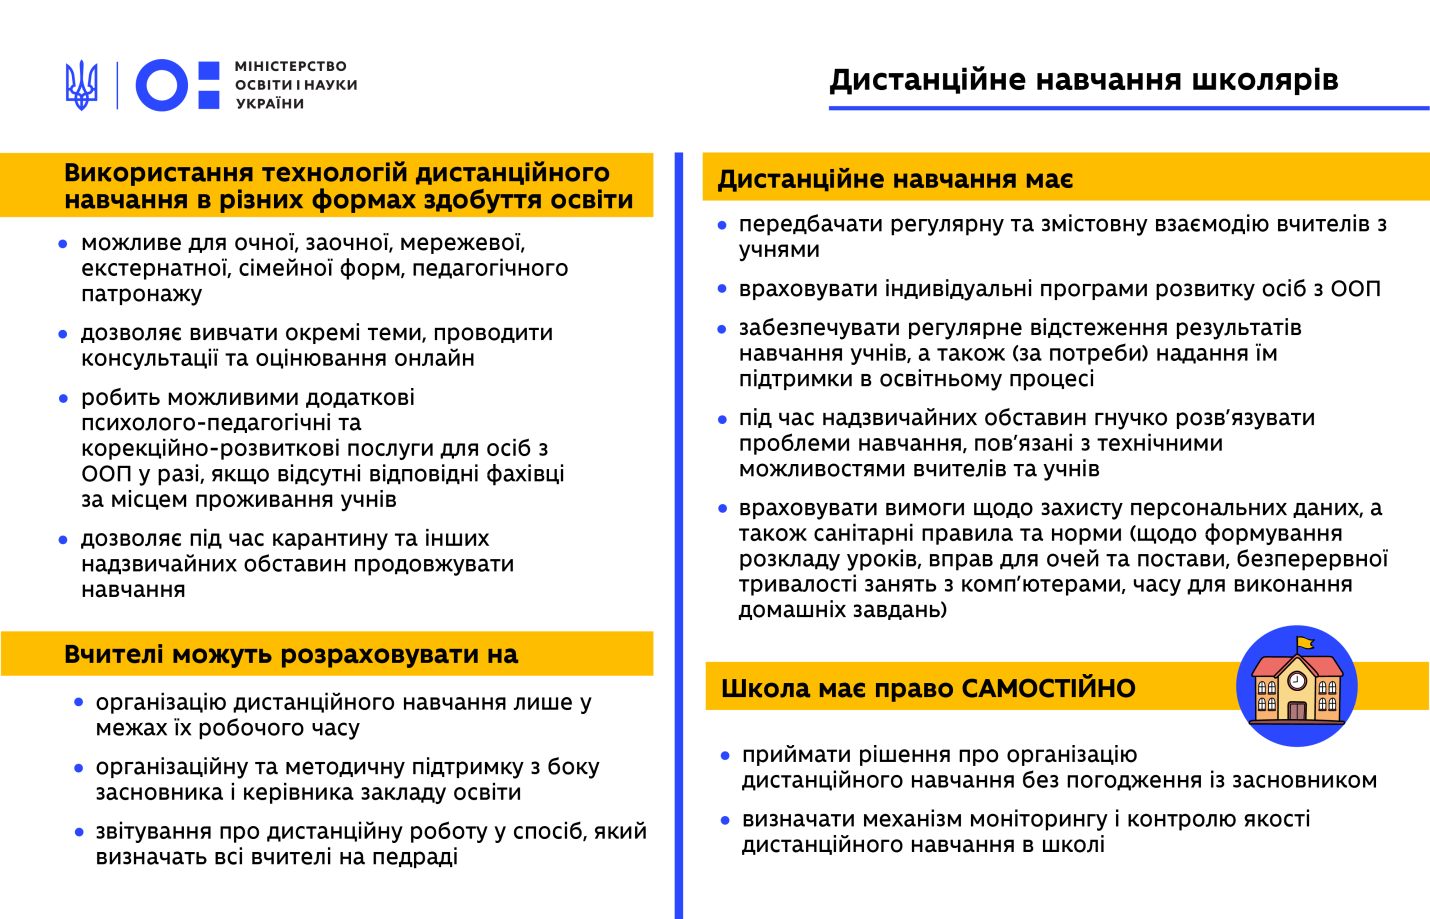 МІНІСТЕРСТВО
ОСВІТИ І НАУКИ
УКРАЇНИ
Дистанційне навчання школярів
Використання технологій дистанційного
навчання в різних формах здобуття освіти
• можливе для очної, заочної, мережевої,
екстернатної, сімейної форм, педагогічного
патронажу
• дозволяє вивчати окремі теми, проводити
консультації та оцінювання онлайн
• робить можливими додаткові
психолого-педагогічні та
корекційно-розвиткові послуги для осіб з
ООП у разі, якщо відсутні відповідні фахівці
за місцем проживання учнів
• дозволяє під час карантину та інших
надзвичайних обставин продовжувати
навчання
Вчителі можуть розраховувати на
• організацію дистанційного навчання лише у
межах їх робочого часу
• організаційну та методичну підтримку з боку
засновника і керівника закладу освіти
• звітування про дистанційну роботу у спосіб, який
визначать всі вчителі на педраді
Дистанційне навчання має
• передбачати регулярну та змістовну взаємодію вчителів з
учнями
• враховувати індивідуальні програми розвитку осіб з ООП
• забезпечувати регулярне відстеження результатів
навчання учнів, а також (за потреби) надання їм
підтримки в освітньому процесі
• під час надзвичайних обставин гнучко розв’язувати
проблеми навчання, пов’язані з технічними
можливостями вчителів та учнів
• враховувати вимоги щодо захисту персональних даних, а
також санітарні правила та норми (щодо формування
розкладу уроків, вправ для очей та постави, безперервної
тривалості занять з комп’ютерами, часу для виконання
домашніх завдань)
Школа має право САМОСТІЙНО
• приймати рішення про організацію
дистанційного навчання без погодження із засновником
• визначати механізм моніторингу і контролю якості
дистанційного навчання в школі